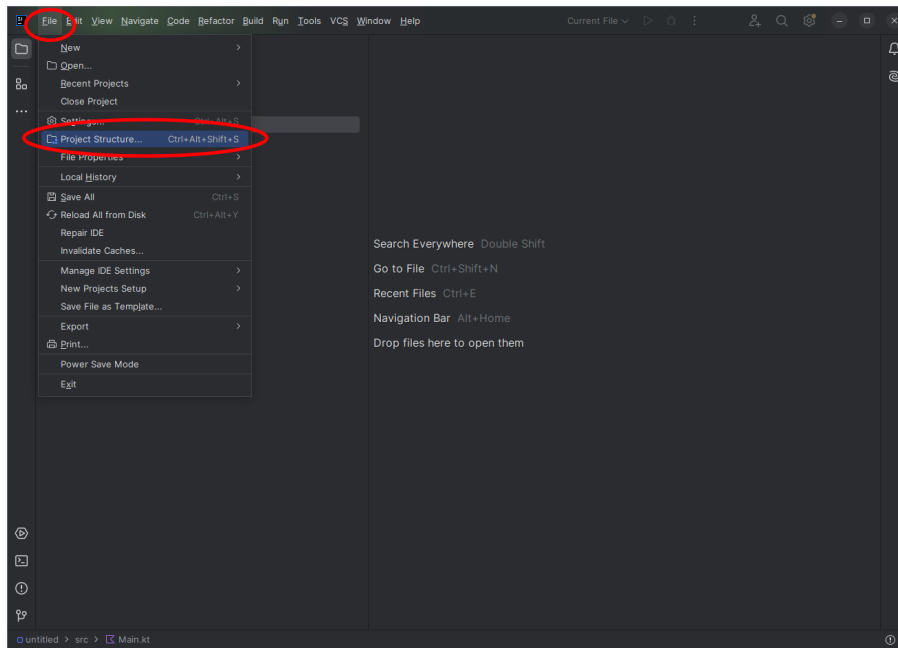 File Edit View Navigate Code Refactor Build Run Tools VCS Window Help Current File
New
Open...
Recent Projects
Close Project
Settings... Ctrl+Alt+S
Project Structure... Ctrl+Alt+Shift+S
File Properties
Local History
Save All Ctrl+S
Reload All from Disk Ctrl+Alt+Y
Repair IDE
Invalidate Caches...
Manage IDE Settings
New Projects Setup
Save File as Template...
Export
Print...
Power Save Mode
Exit
Search Everywhere Double Shift
Go to File Ctrl+Shift+N
Recent Files Ctrl+E
Navigation Bar Alt+Home
Drop files here to open them
untitled > src > Main.kt